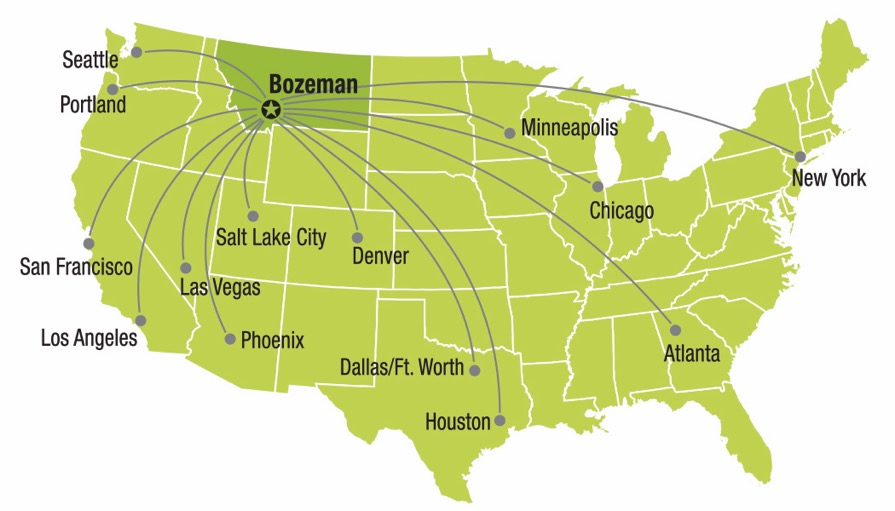 Seattle
Bozeman
Portland
Minneapolis
New York
Chicago
Salt Lake City
Denver
San Francisco
Las Vegas
Los Angeles
Phoenix
Atlanta
Dallas/Ft. Worth
Houston